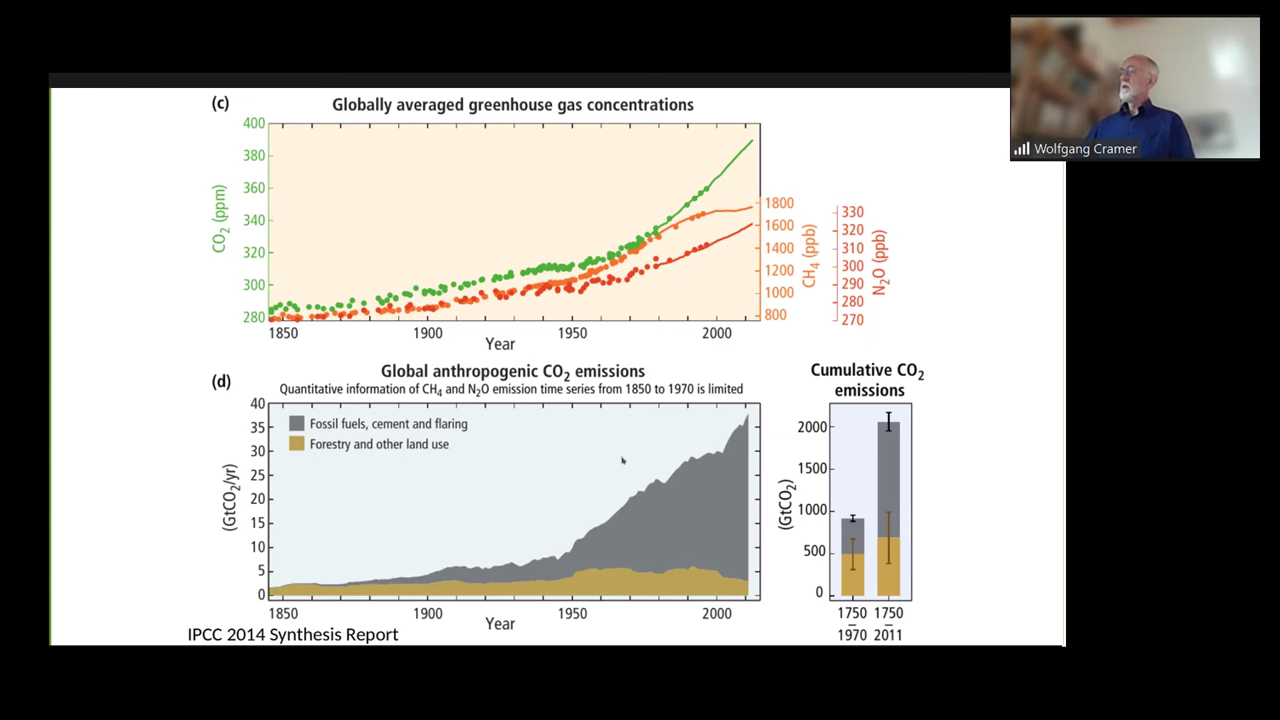 (c)
Globally averaged greenhouse gas concentrations
400
380
360
340
320
300
280
CO2 (ppm)
1800
1600
1400
1200
1000
800
CH4 (ppb)
330
320
310
300
290
280
270
N2O (ppb)
1850 1900 1950 2000
Year
(d)
Global anthropogenic CO2 emissions
Quantitative information of CH4 and N2O emission time series from 1850 to 1970 is limited
40
35
30
25
20
15
10
5
0
(GtCO2/yr)
Fossil fuels, cement and flaring
Forestry and other land use
1850 1900 1950 2000
Year
Cumulative CO2
emissions
2000
1500
1000
500
0
(GtCO2)
1750 1750
– –
1970 2011
IPCC 2014 Synthesis Report
Wolfgang Cramer